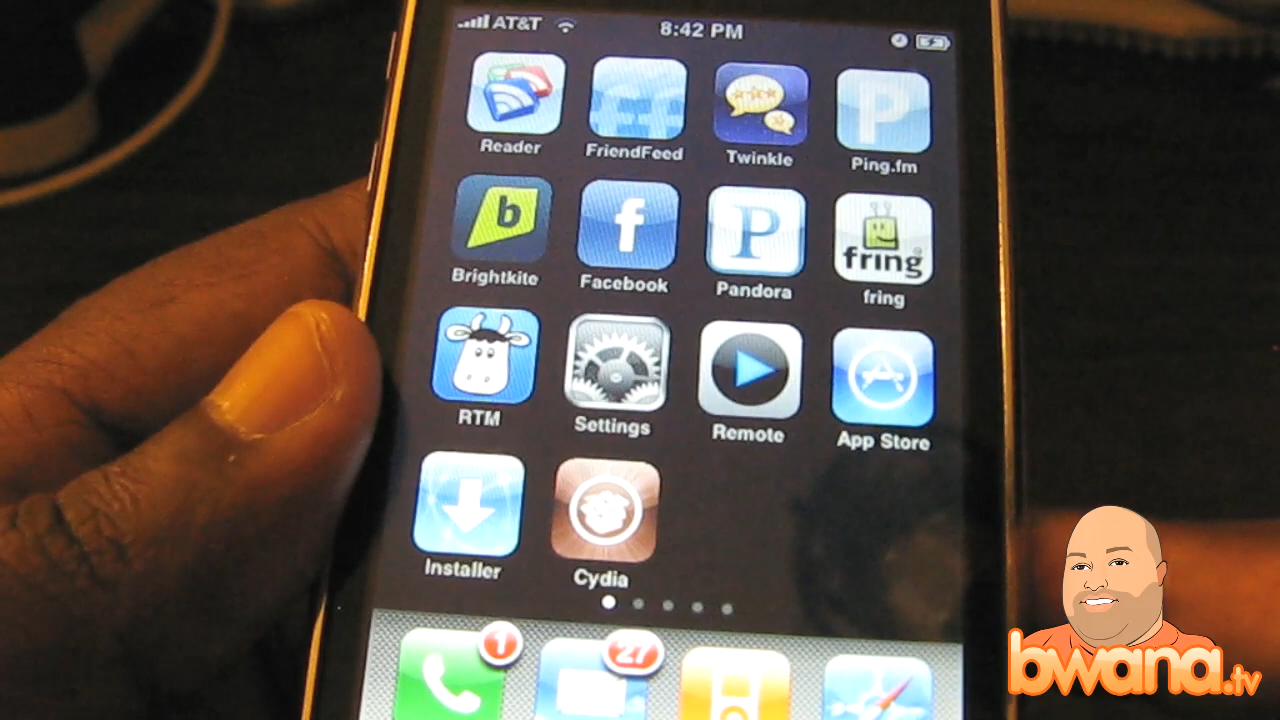 AT&T 8:42 PM
Reader FriendFeed Twinkle Ping.fm
Brightkite Facebook Pandora fring
RTM Settings Remote App Store
Installer Cydia
1 27
P
b f P fring
bwana.tv